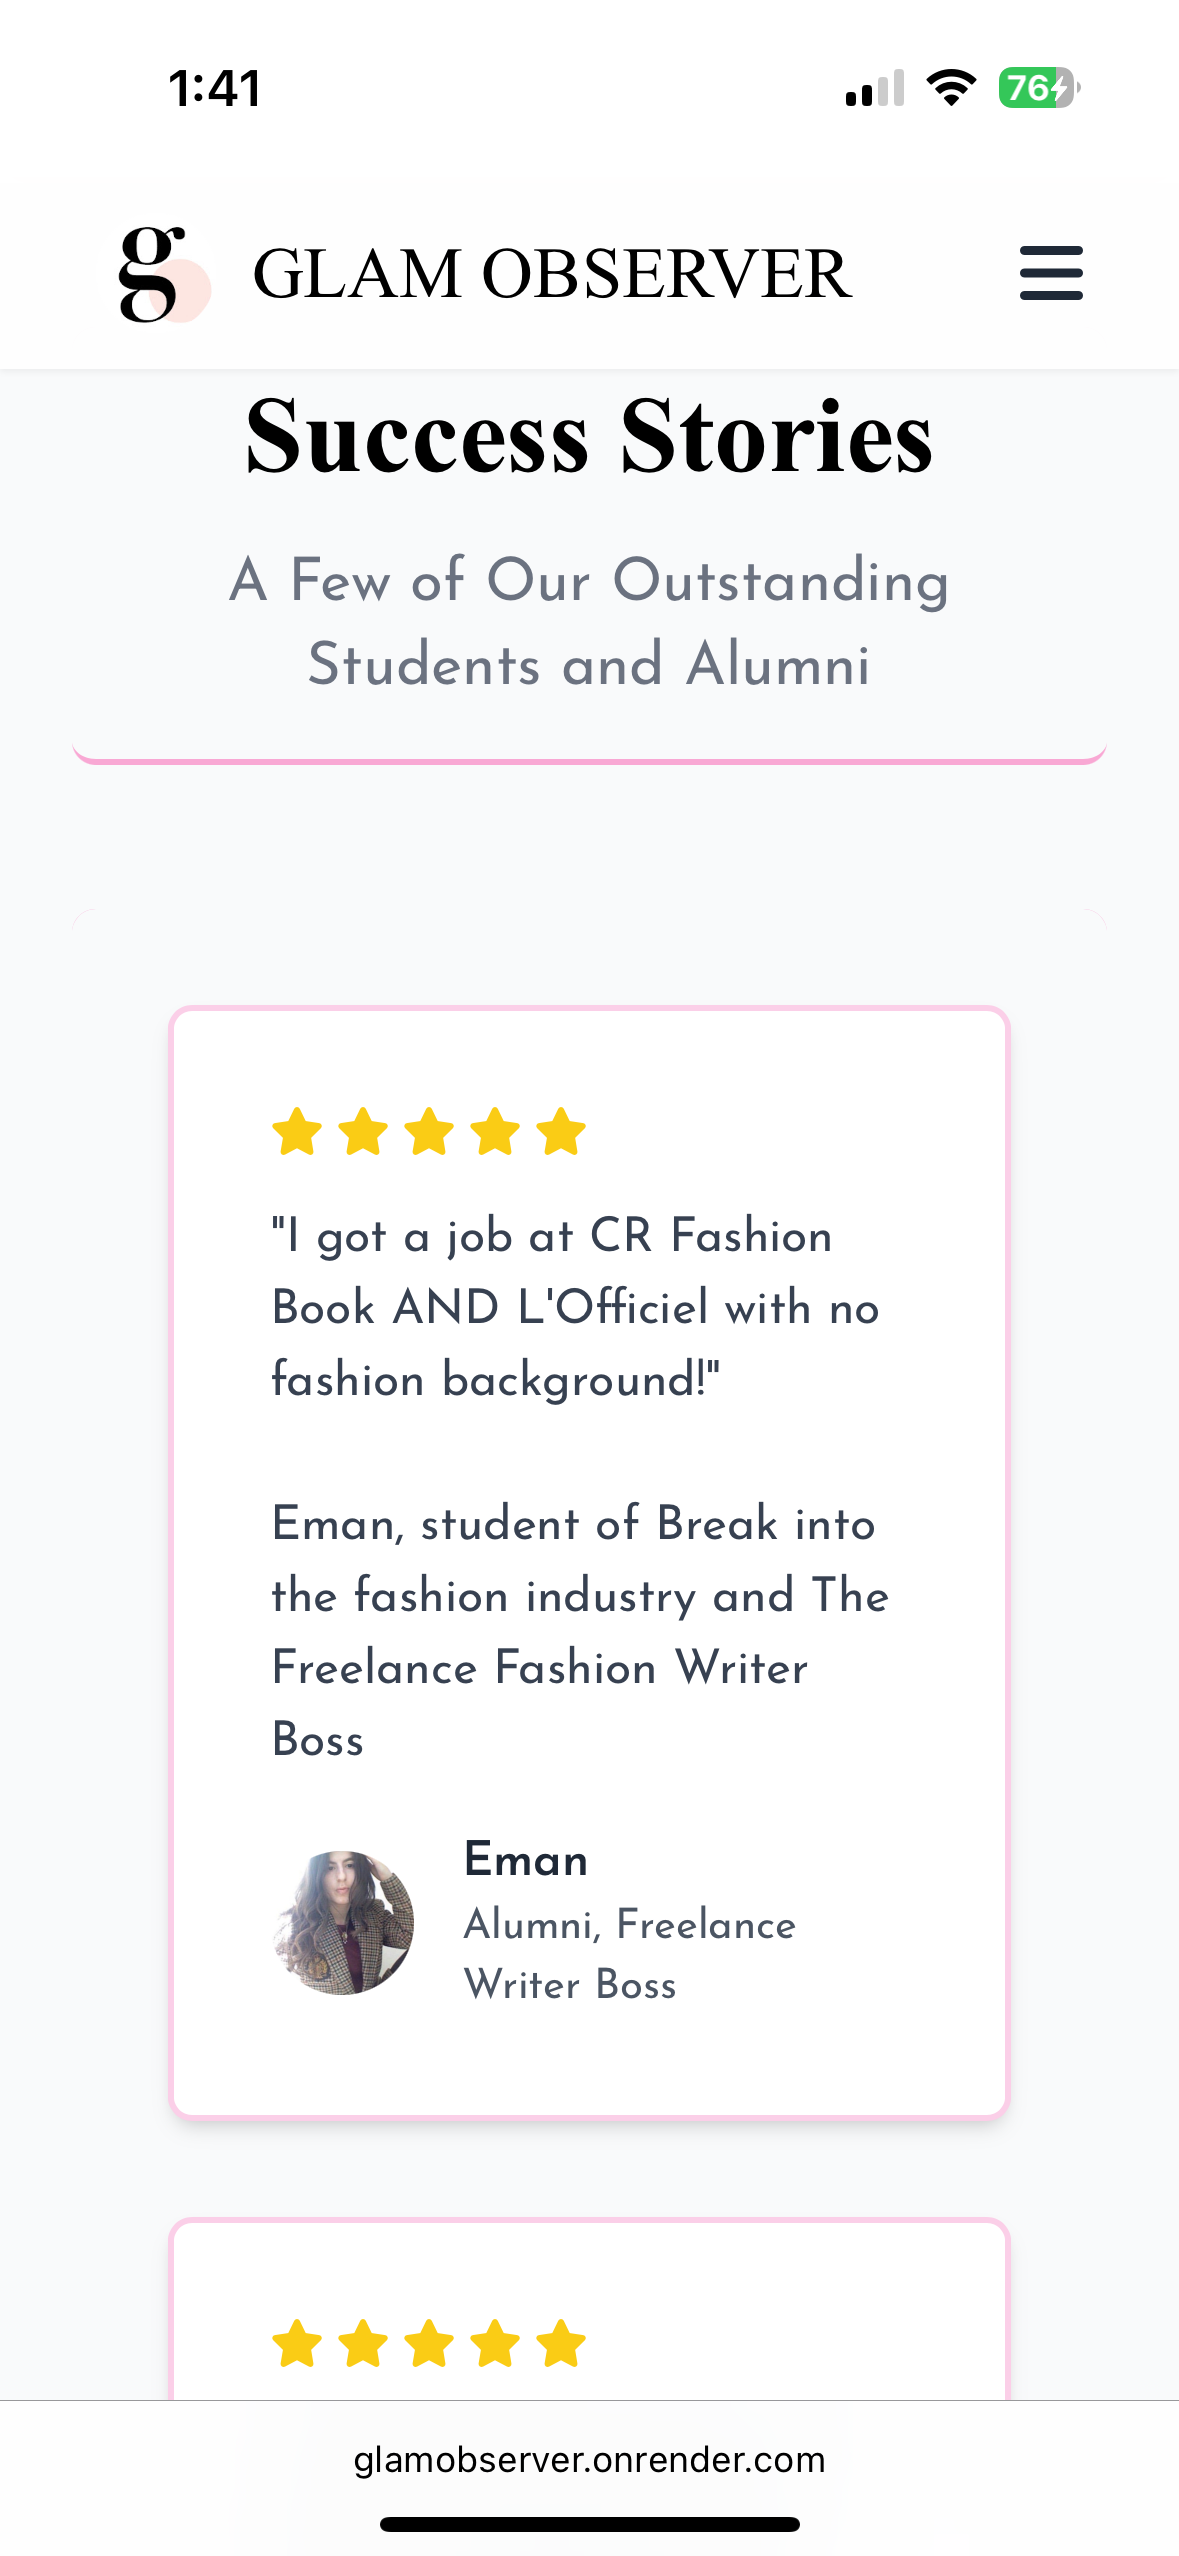 1:41
76
g GLAM OBSERVER
Success Stories
A Few of Our Outstanding
Students and Alumni
"I got a job at CR Fashion
Book AND L'Officiel with no
fashion background!"
Eman, student of Break into
the fashion industry and The
Freelance Fashion Writer
Boss
Eman
Alumni, Freelance
Writer Boss
glamobserver.onrender.com